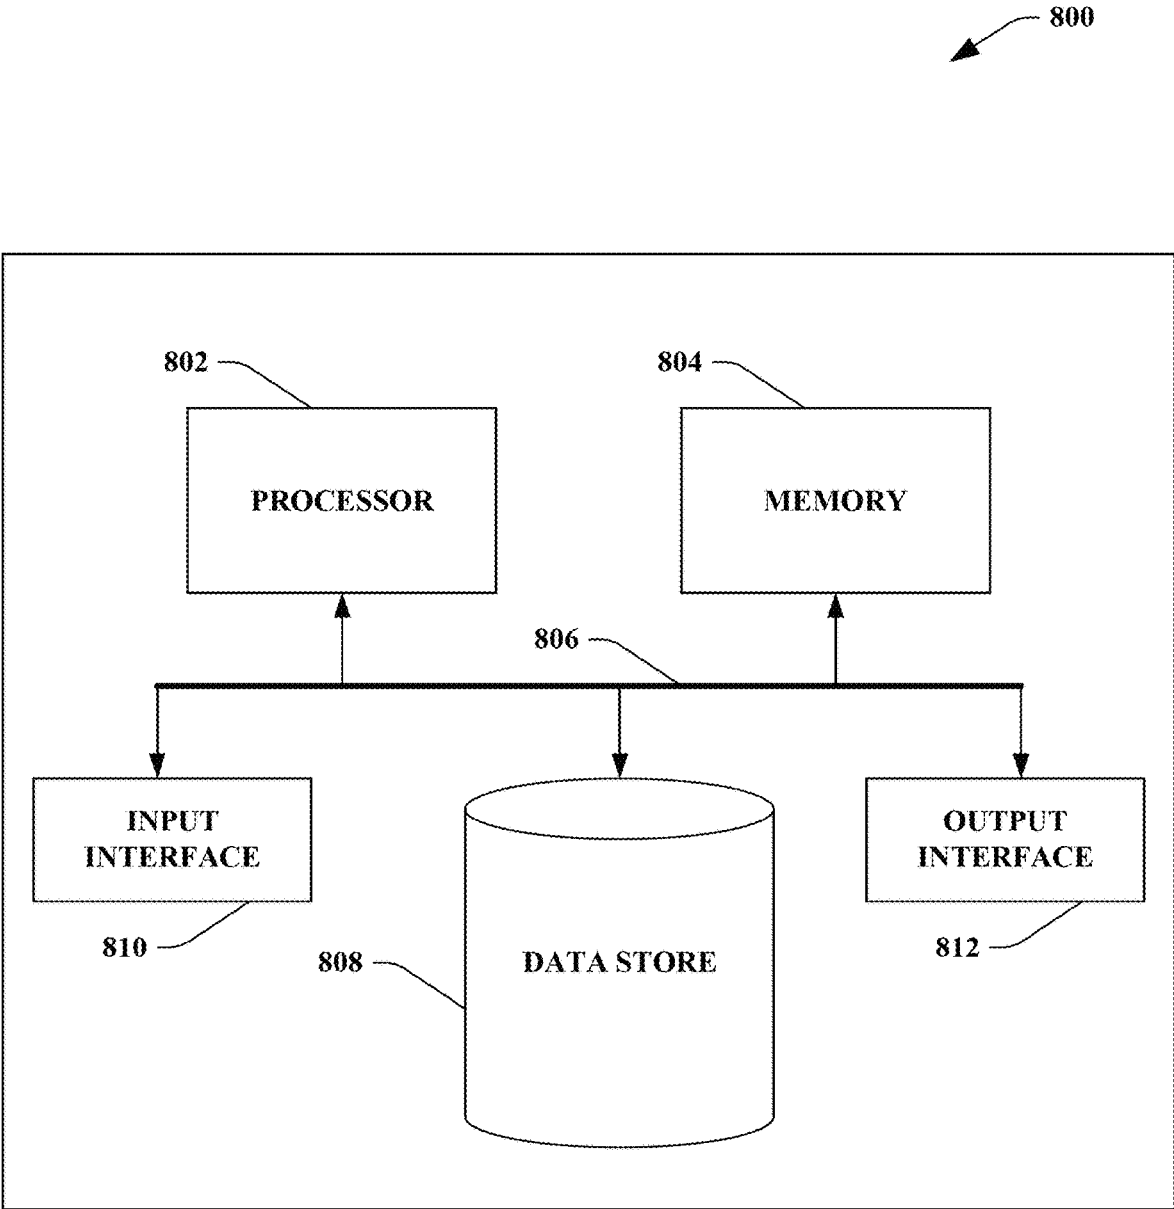 800
802
804
PROCESSOR
MEMORY
806
INPUT
INTERFACE
OUTPUT
INTERFACE
810
808
DATA STORE
812